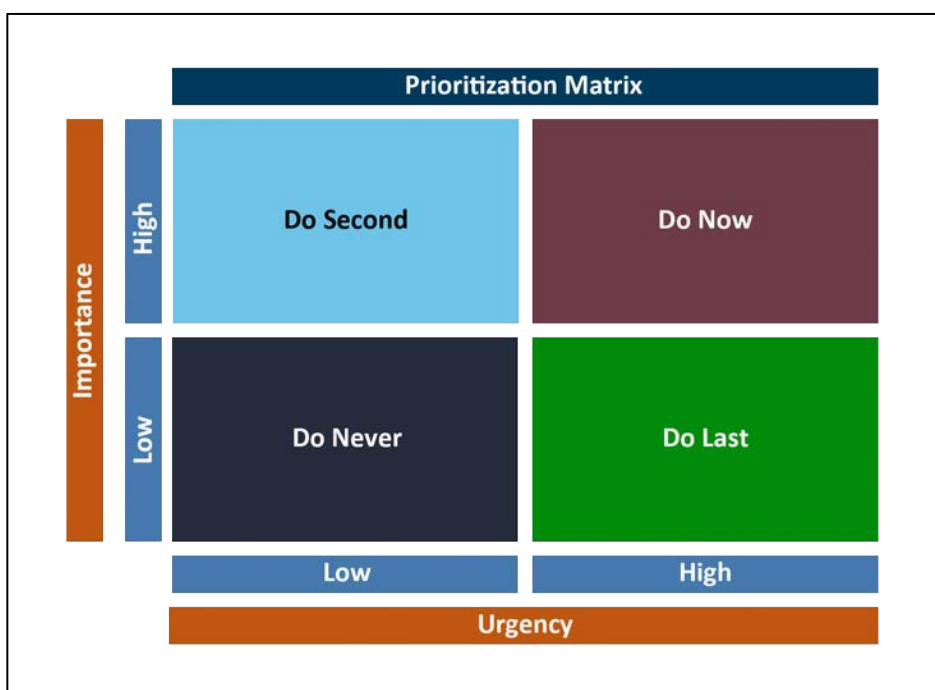 Prioritization Matrix
Importance
High
Do Second
Do Now
Low
Do Never
Do Last
Low
High
Urgency